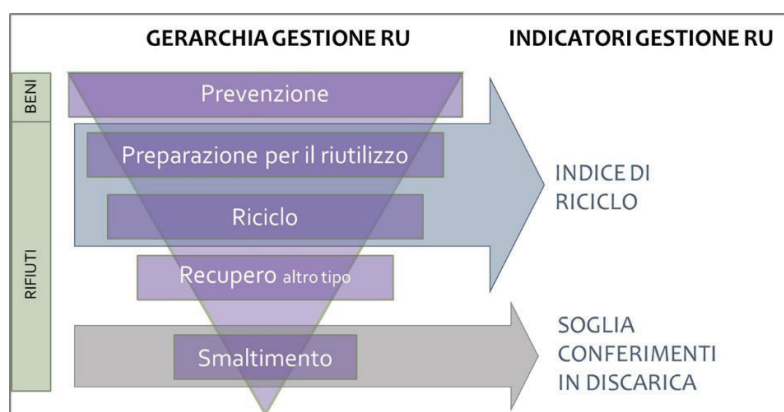 GERARCHIA GESTIONE RU
INDICATORI GESTIONE RU
BENI
Prevenzione
RIFIUTI
Preparazione per il riutilizzo
Riciclo
INDICE DI
RICICLO
Recupero altro tipo
Smaltimento
SOGLIA
CONFERIMENTI
IN DISCARICA